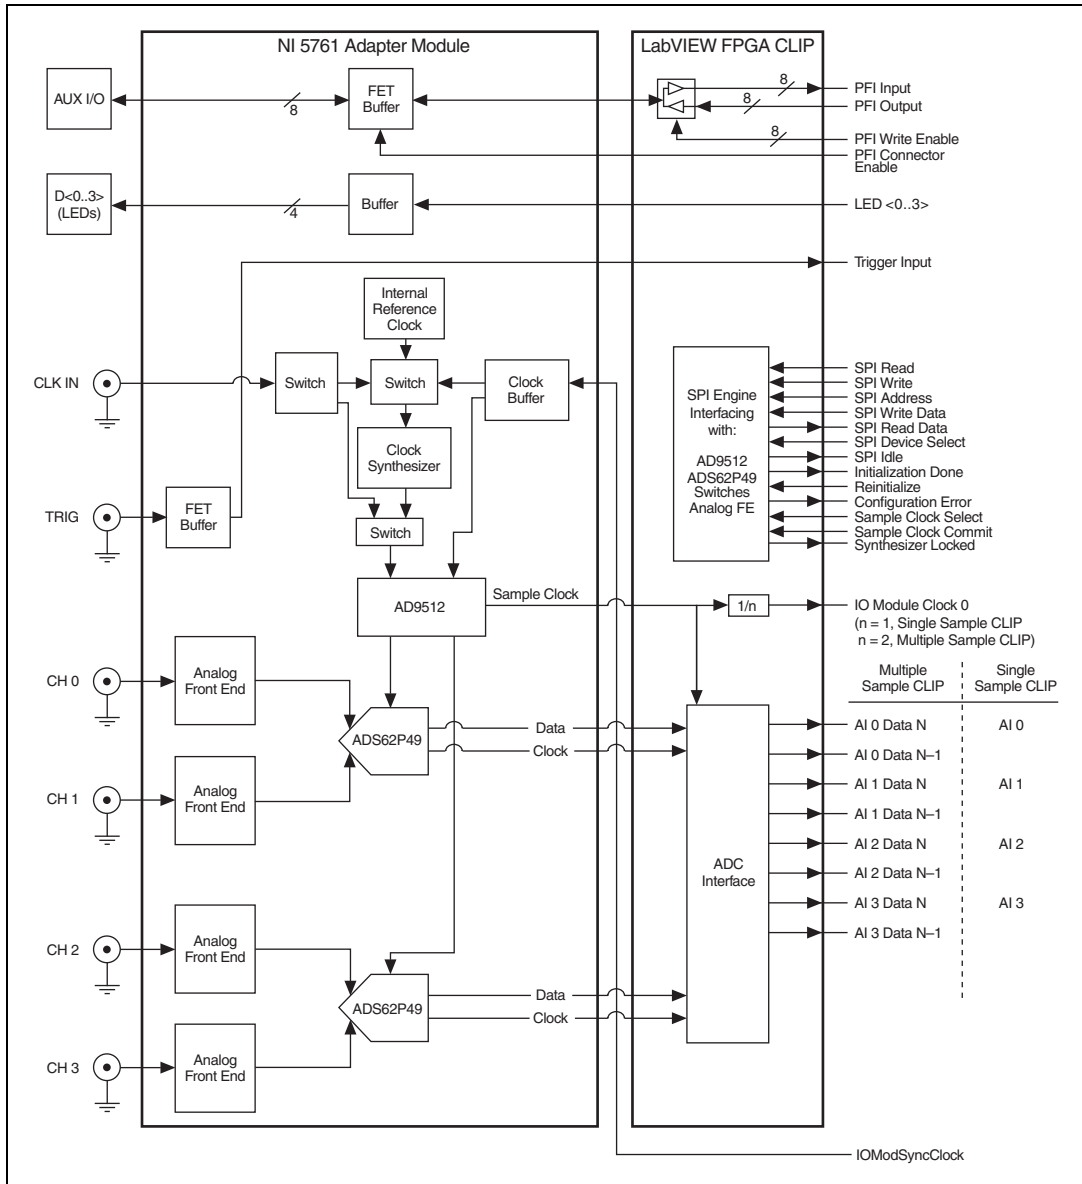 NI 5761 Adapter Module
LabVIEW FPGA CLIP
AUX I/O
8
FET
Buffer
8
8
8
PFI Input
PFI Output
PFI Write Enable
PFI Connector
Enable
D<0..3>
(LEDs)
4
Buffer
LED <0..3>
Trigger Input
Internal
Reference
Clock
CLK IN
Switch
Switch
Clock
Buffer
Clock
Synthesizer
TRIG
FET
Buffer
Switch
SPI Engine
Interfacing
with:
AD9512
ADS62P49
Switches
Analog FE
SPI Read
SPI Write
SPI Address
SPI Write Data
SPI Read Data
SPI Device Select
SPI Idle
Initialization Done
Reinitialize
Configuration Error
Sample Clock Select
Sample Clock Commit
Synthesizer Locked
AD9512
Sample Clock
1/n
IO Module Clock 0
(n = 1, Single Sample CLIP
n = 2, Multiple Sample CLIP)
Multiple
Sample CLIP
Single
Sample CLIP
CH 0
Analog
Front End
ADS62P49
Data
Clock
CH 1
Analog
Front End
ADC
Interface
AI 0 Data N
AI 0
AI 0 Data N–1
AI 1 Data N
AI 1
AI 1 Data N–1
AI 2 Data N
AI 2
AI 2 Data N–1
AI 3 Data N
AI 3
AI 3 Data N–1
CH 2
Analog
Front End
ADS62P49
Data
Clock
CH 3
Analog
Front End
IOModSyncClock